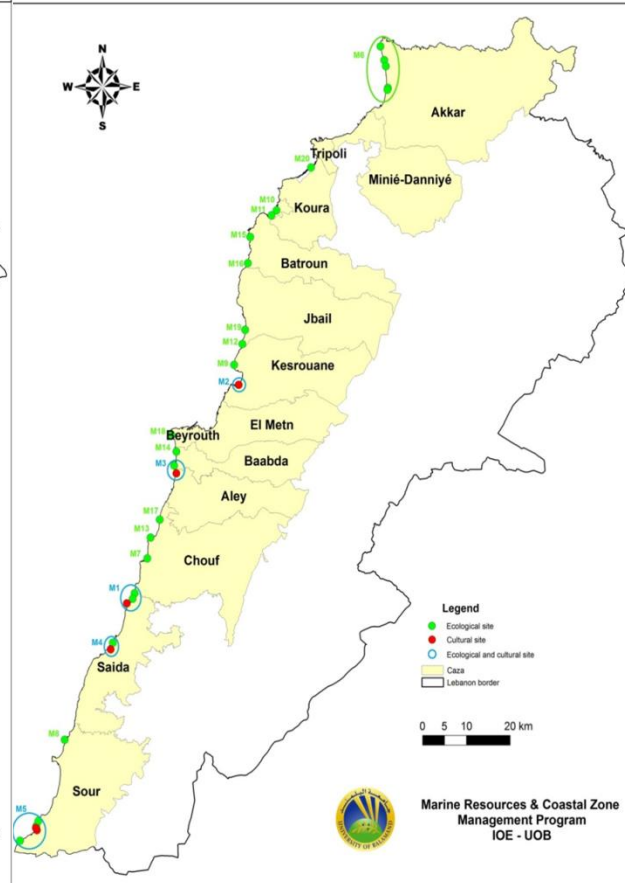 N
W
E
S
M6
Akkar
Tripoli
M20
Minié-Danniyé
M10
Koura
M11
M15
Batroun
M16
Jbail
M19
M12
M9
Kesrouane
M2
El Metn
Beyrouth
M14
Baabda
M3
Aley
M17
M13
Chouf
M7
M1
M4
Saida
Legend
Ecological site
Cultural site
Ecological and cultural site
Caza
Lebanon border
0 5 10 20 km
M8
Sour
M5
Marine Resources & Coastal Zone
Management Program
IOE - UOB
UNIVERSITY OF BALAMAND